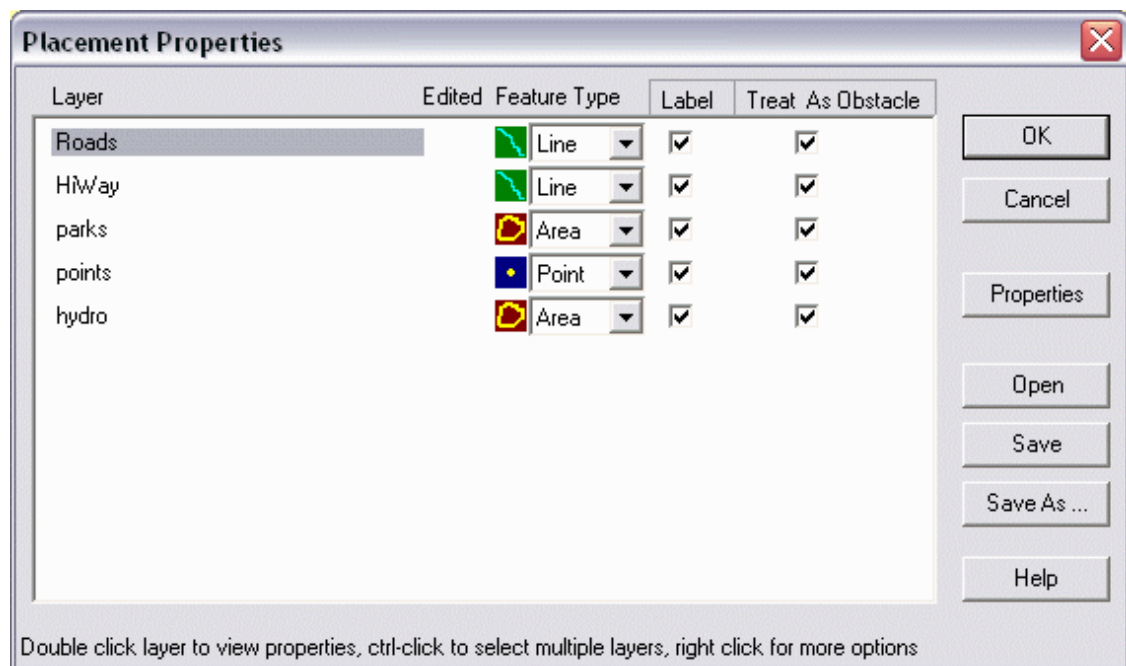 Placement Properties
Layer Edited Feature Type Label Treat As Obstacle
Roads Line
HiWay Line
parks Area
points Point
hydro Area
OK
Cancel
Properties
Open
Save
Save As ...
Help
Double click layer to view properties, ctrl-click to select multiple layers, right click for more options